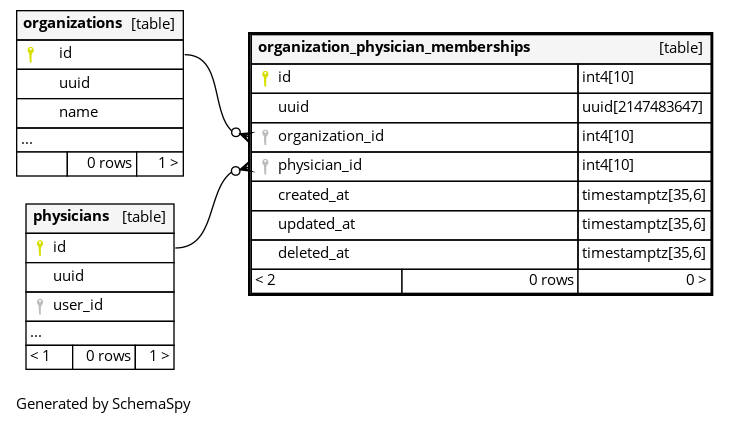 organizations [table]
id
uuid
name
...
0 rows 1 >
physicians [table]
id
uuid
user_id
...
< 1 0 rows 1 >
organization_physician_memberships [table]
id int4[10]
uuid uuid[2147483647]
organization_id int4[10]
physician_id int4[10]
created_at timestamptz[35,6]
updated_at timestamptz[35,6]
deleted_at timestamptz[35,6]
< 2 0 rows 0 >
Generated by SchemaSpy